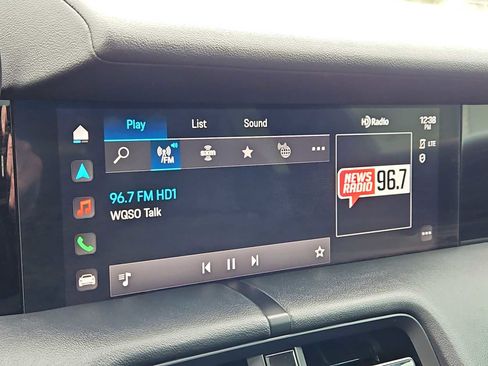 Play List Sound
HD Radio
12:38
PM
/FM
LTE
96.7 FM HD1
WQSO Talk
NEWS
RADIO
96.7